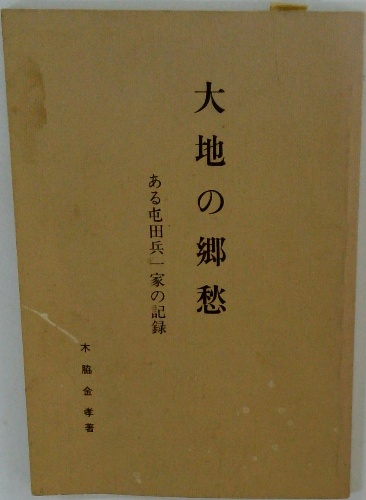 大地の郷愁
ある屯田兵一家の記録
木脇金孝著